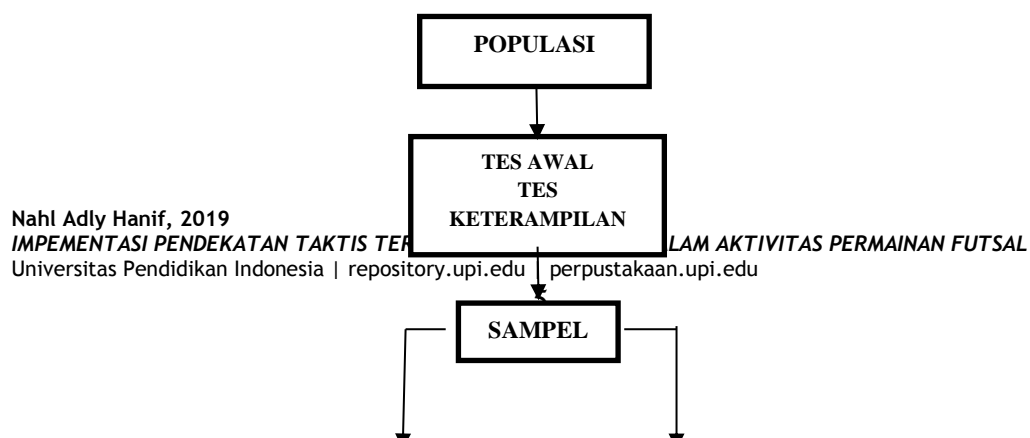 POPULASI
TES AWAL
TES
KETERAMPILAN
Nahl Adly Hanif, 2019
IMPEMENTASI PENDEKATAN TAKTIS LAM AKTIVITAS PERMAINAN FUTSAL
Universitas Pendidikan Indonesia | repository.upi.edu perpustakaan.upi.edu
SAMPEL